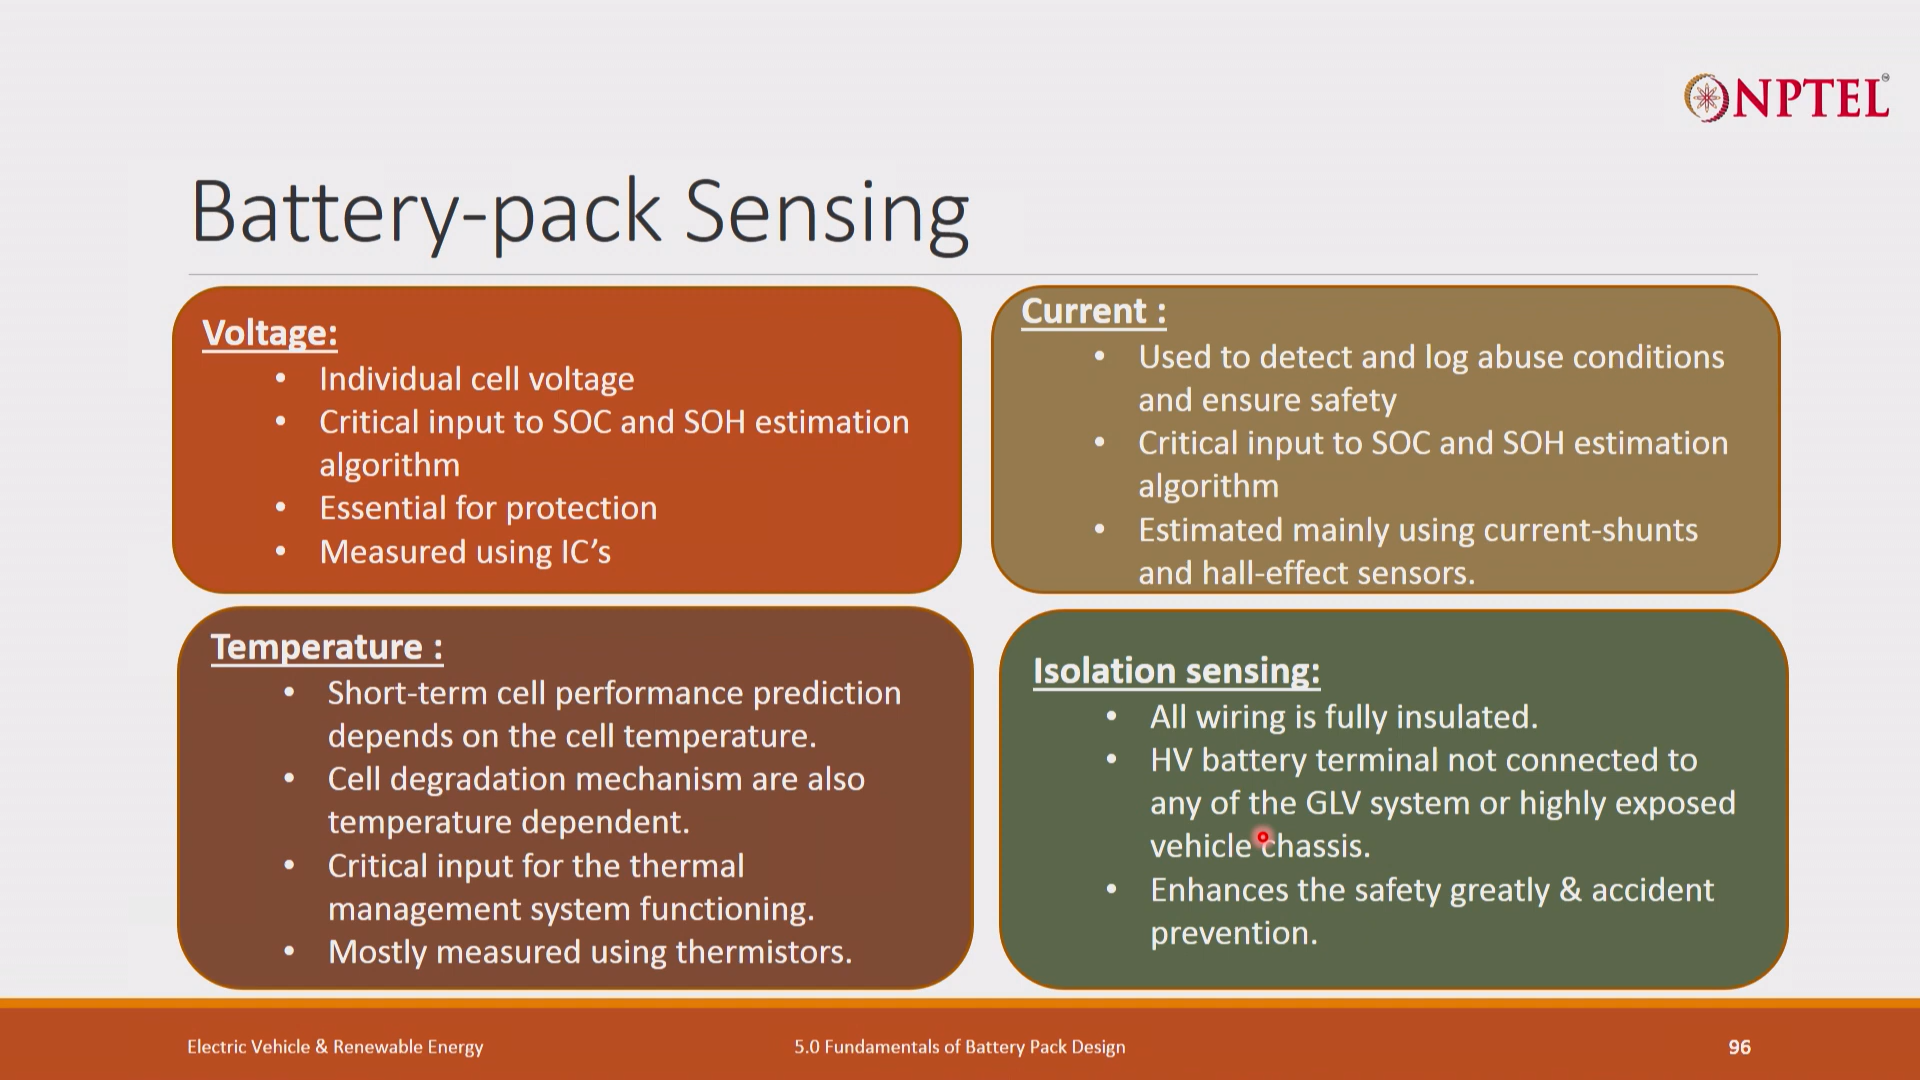 NPTEL
Battery-pack Sensing
Voltage:
• Individual cell voltage
• Critical input to SOC and SOH estimation
algorithm
• Essential for protection
• Measured using IC’s
Current :
• Used to detect and log abuse conditions
and ensure safety
• Critical input to SOC and SOH estimation
algorithm
• Estimated mainly using current-shunts
and hall-effect sensors.
Temperature :
• Short-term cell performance prediction
depends on the cell temperature.
• Cell degradation mechanism are also
temperature dependent.
• Critical input for the thermal
management system functioning.
• Mostly measured using thermistors.
Isolation sensing:
• All wiring is fully insulated.
• HV battery terminal not connected to
any of the GLV system or highly exposed
vehicle chassis.
• Enhances the safety greatly & accident
prevention.
Electric Vehicle & Renewable Energy
5.0 Fundamentals of Battery Pack Design
96